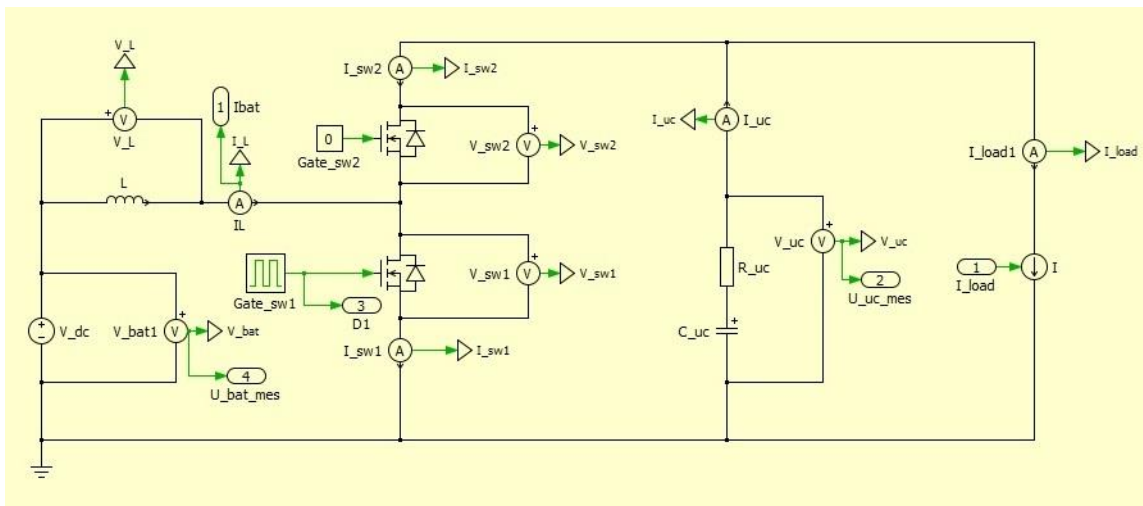 V_L
V
V_L
1
Ibat
I_L
L
A
IL
V_dc
V_bat1
V
V_bat
4
U_bat_mes
I_sw2
A
I_sw2
0
Gate_sw2
V_sw2
V
V_sw2
Gate_sw1
3
D1
V_sw1
V
V_sw1
I_sw1
A
I_sw1
I_uc
A
I_uc
R_uc
C_uc
V_uc
V
V_uc
2
U_uc_mes
I_load1
A
I_load
1
I_load
I